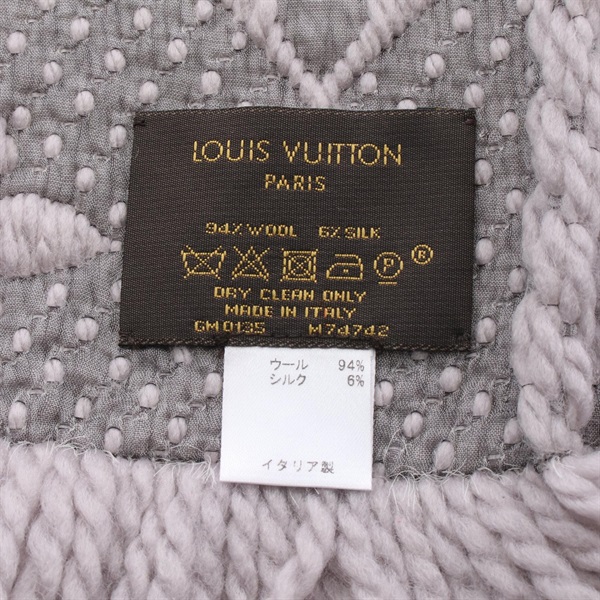 LOUIS VUITTON
PARIS
94% WOOL 6% SILK
P ®
DRY CLEAN ONLY
MADE IN ITALY
GM0135 M74742
ウール 94%
シルク 6%
イタリア製